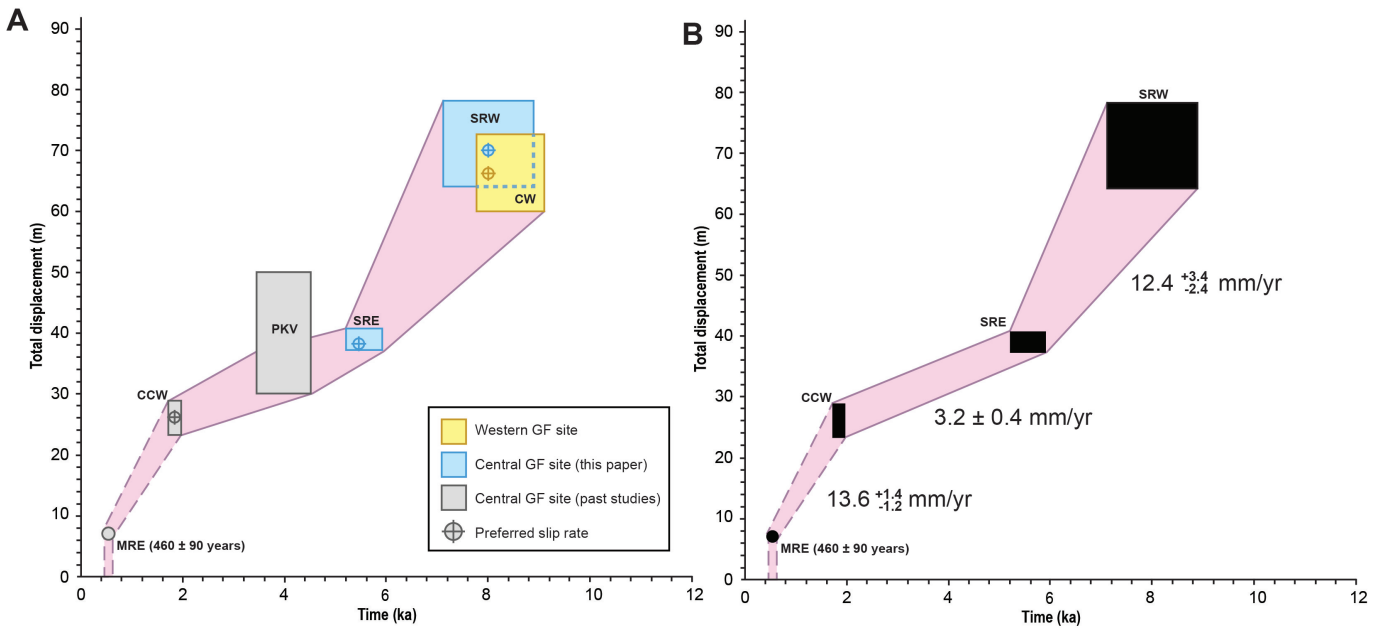 A
90
80
70
60
50
40
30
20
10
0
Total displacement (m)
0
2
4
6
8
10
12
Time (ka)
SRW
CW
PKV
SRE
CCW
MRE (460 ± 90 years)
Western GF site
Central GF site (this paper)
Central GF site (past studies)
Preferred slip rate
B
90
80
70
60
50
40
30
20
10
0
Total displacement (m)
0
2
4
6
8
10
12
Time (ka)
SRW
12.4 +3.4 -2.4 mm/yr
SRE
3.2 ± 0.4 mm/yr
CCW
13.6 +1.4 -1.2 mm/yr
MRE (460 ± 90 years)